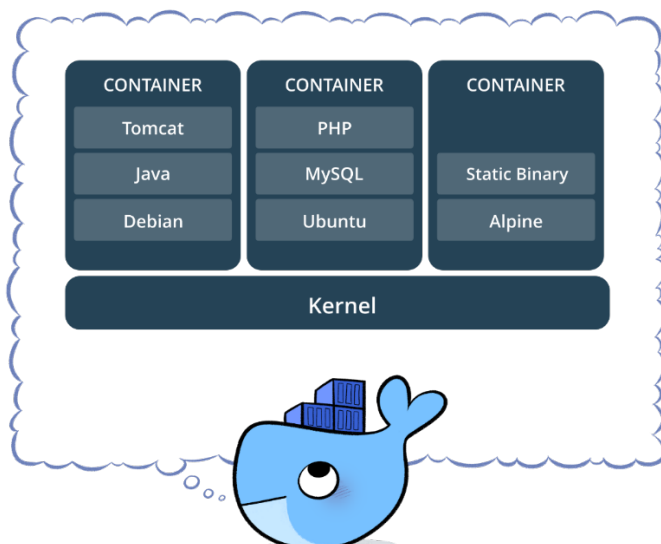 CONTAINER
Tomcat
Java
Debian
CONTAINER
PHP
MySQL
Ubuntu
CONTAINER
Static Binary
Alpine
Kernel